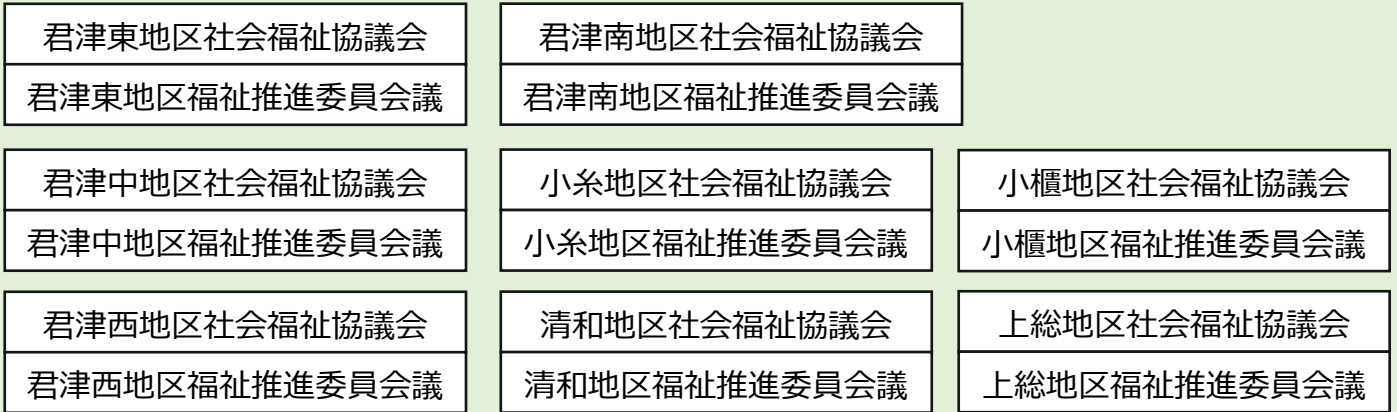 君津東地区社会福祉協議会
君津東地区福祉推進委員会議
君津南地区社会福祉協議会
君津南地区福祉推進委員会議
君津中地区社会福祉協議会
君津中地区福祉推進委員会議
小糸地区社会福祉協議会
小糸地区福祉推進委員会議
小櫃地区社会福祉協議会
小櫃地区福祉推進委員会議
君津西地区社会福祉協議会
君津西地区福祉推進委員会議
清和地区社会福祉協議会
清和地区福祉推進委員会議
上総地区社会福祉協議会
上総地区福祉推進委員会議